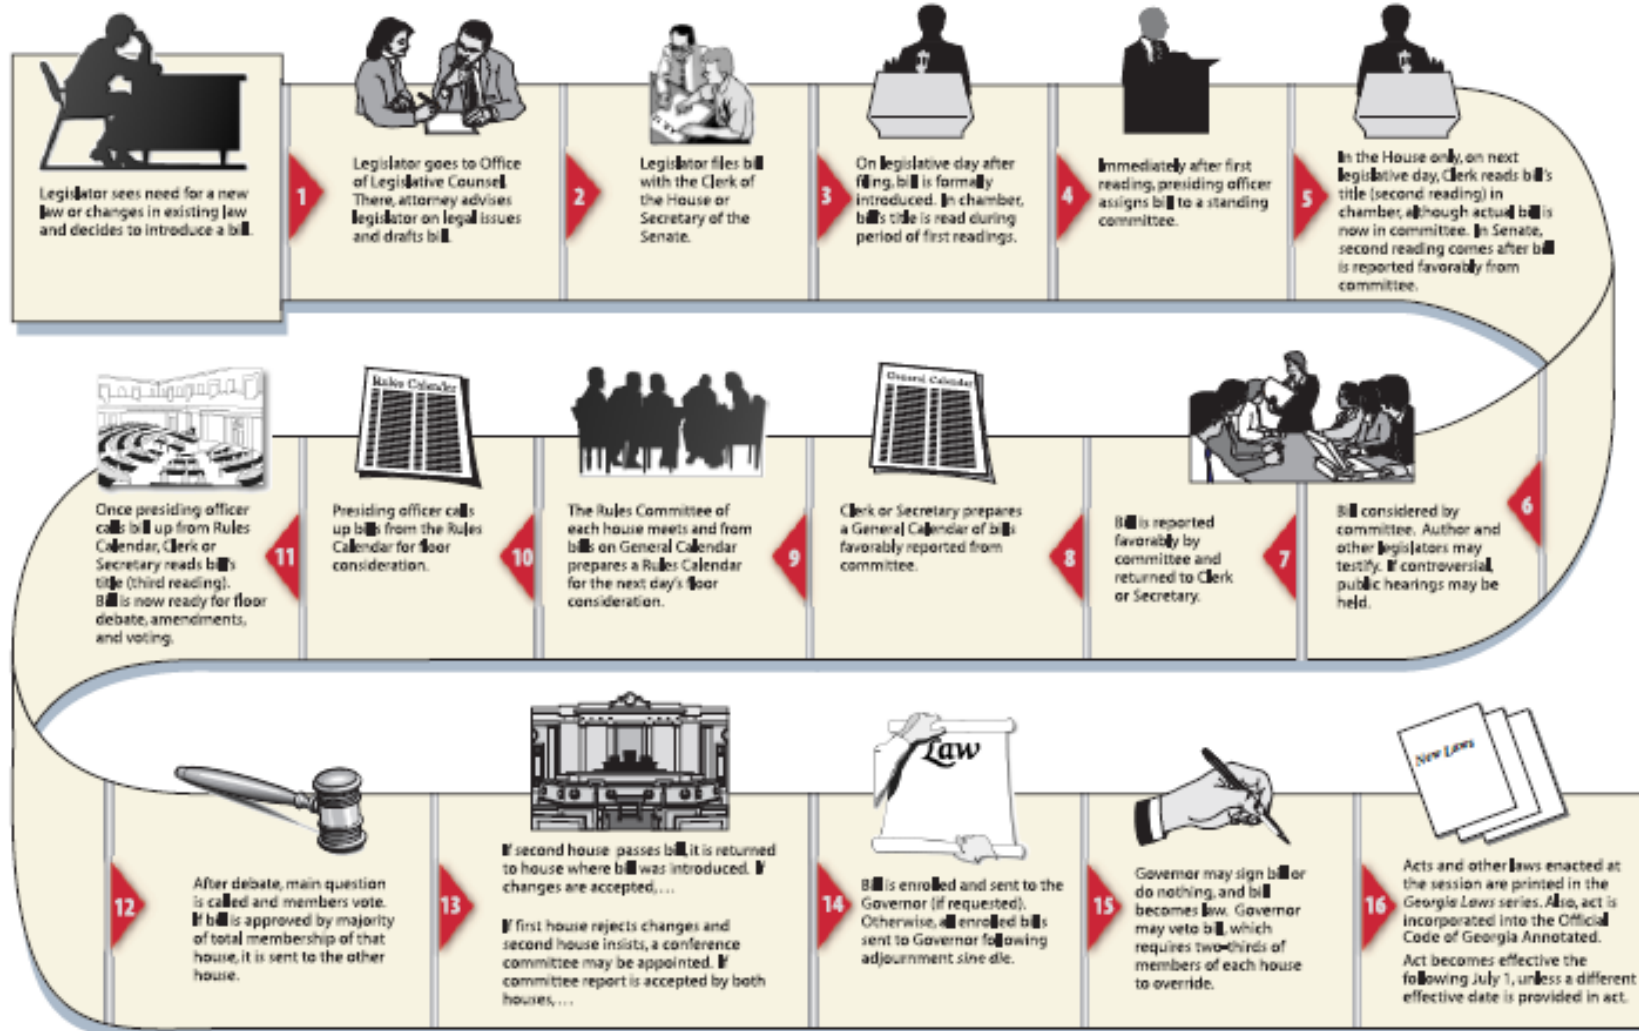 Legislator sees need for a new
law or changes in existing law
and decides to introduce a bill.
1
Legislator goes to Office
of Legislative Counsel.
There, attorney advises
legislator on legal issues
and drafts bill.
2
Legislator files bill
with the Clerk of
the House or
Secretary of the
Senate.
3
On legislative day after
filing, bill is formally
introduced. In chamber,
bill's title is read during
period of first readings.
4
Immediately after first
reading, presiding officer
assigns bill to a standing
committee.
5
In the House only, on next
legislative day, Clerk reads bill's
title (second reading) in
chamber, although actual bill is
now in committee. In Senate,
second reading comes after bill
is reported favorably from
committee.
6
Bill considered by
committee. Author and
other legislators may
testify. If controversial,
public hearings may be
held.
7
Bill is reported
favorably by
committee and
returned to Clerk
or Secretary.
8
General Calendar
Clerk or Secretary prepares
a General Calendar of bills
favorably reported from
committee.
9
The Rules Committee of
each house meets and from
bills on General Calendar
prepares a Rules Calendar
for the next day's floor
consideration.
10
Rules Calendar
Presiding officer calls
up bills from the Rules
Calendar for floor
consideration.
11
Once presiding officer
calls bill up from Rules
Calendar, Clerk or
Secretary reads bill's
title (third reading).
Bill is now ready for floor
debate, amendments,
and voting.
12
After debate, main question
is called and members vote.
If bill is approved by majority
of total membership of that
house, it is sent to the other
house.
13
If second house passes bill, it is returned
to house where bill was introduced. If
changes are accepted,...
If first house rejects changes and
second house insists, a conference
committee may be appointed. If
committee report is accepted by both
houses,...
14
Law
Bill is enrolled and sent to the
Governor (if requested).
Otherwise, all enrolled bills
sent to Governor following
adjournment sine die.
15
Governor may sign bill or
do nothing, and bill
becomes law. Governor
may veto bill, which
requires two-thirds of
members of each house
to override.
16
New Laws
Acts and other laws enacted at
the session are printed in the
Georgia Laws series. Also, act is
incorporated into the Official
Code of Georgia Annotated.
Act becomes effective the
following July 1, unless a different
effective date is provided in act.